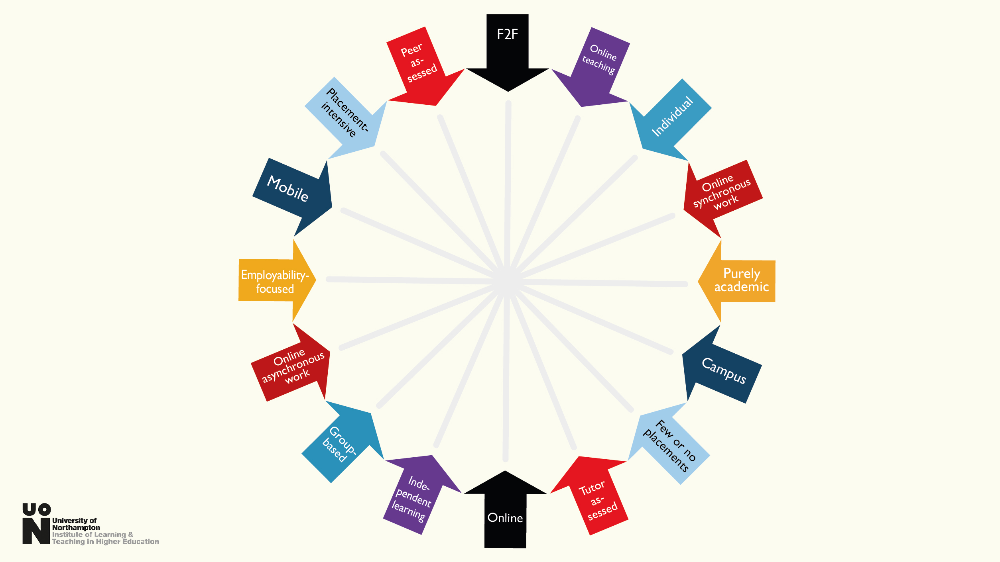 F2F
Online
teaching
Individual
Online
synchronous
work
Purely
academic
Campus
Few or no
placements
Tutor
as-
sessed
Online
Inde-
pendent
learning
Group-
based
Online
asynchronous
work
Employability-
focused
Mobile
Placement-
intensive
Peer
as-
sessed
UON
University of
Northampton
Institute of Learning &
Teaching in Higher Education